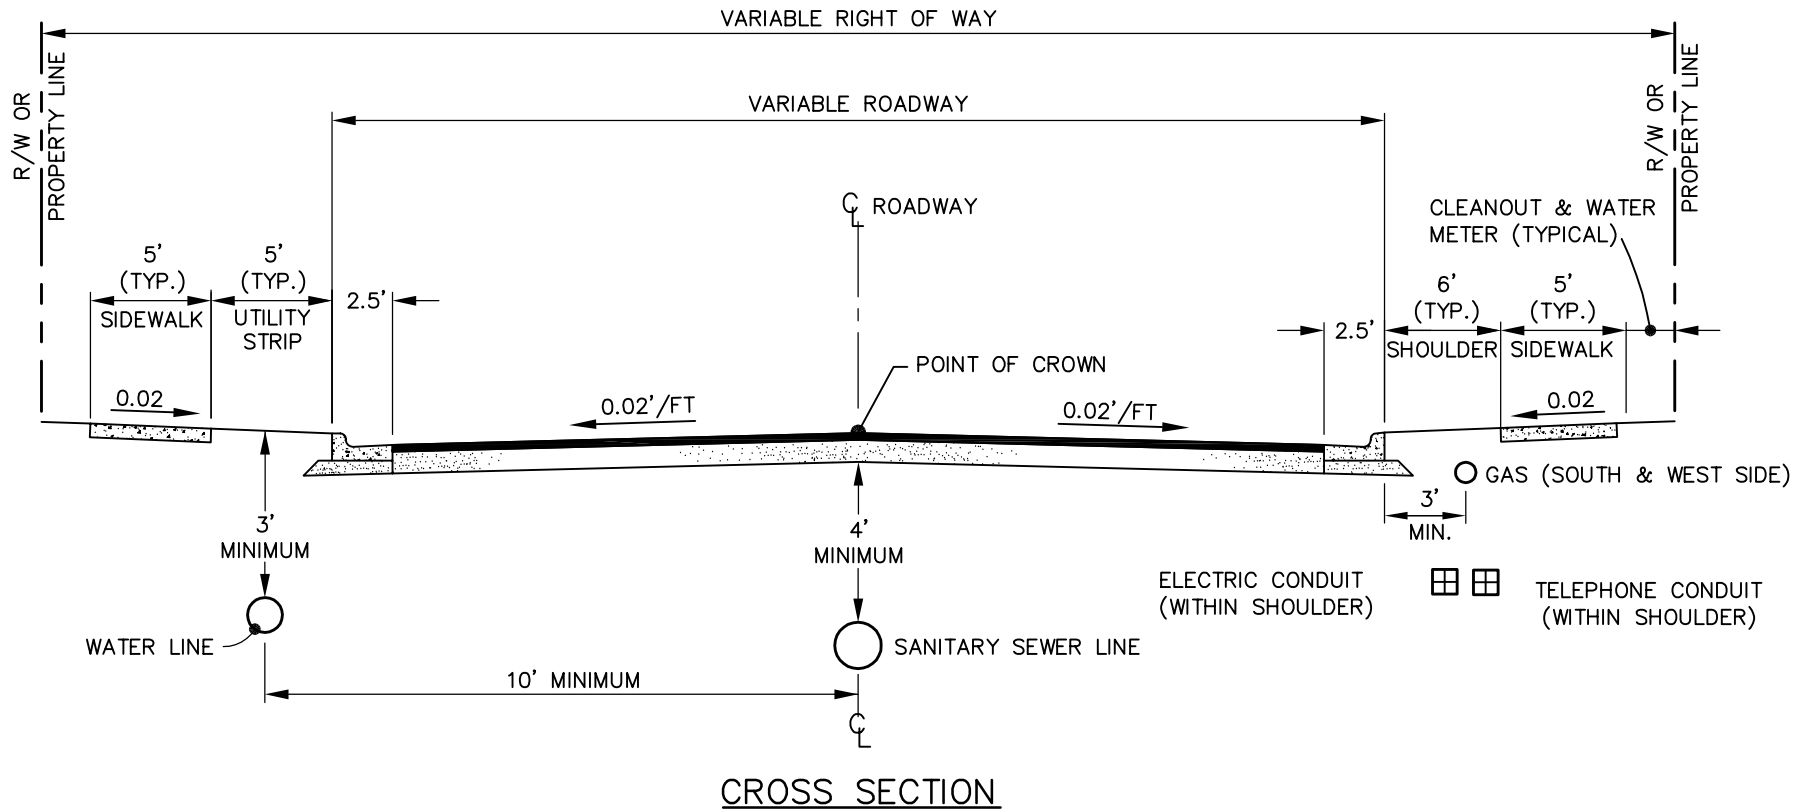 VARIABLE RIGHT OF WAY
R/W OR
PROPERTY LINE
R/W OR
PROPERTY LINE
VARIABLE ROADWAY
CL ROADWAY
CLEANOUT & WATER
METER (TYPICAL)
5'
(TYP.)
SIDEWALK
5'
(TYP.)
UTILITY
STRIP
2.5'
2.5'
6'
(TYP.)
SHOULDER
5'
(TYP.)
SIDEWALK
POINT OF CROWN
0.02
0.02'/FT
0.02'/FT
0.02
GAS (SOUTH & WEST SIDE)
3'
MIN.
3'
MINIMUM
4'
MINIMUM
ELECTRIC CONDUIT
(WITHIN SHOULDER)
TELEPHONE CONDUIT
(WITHIN SHOULDER)
WATER LINE
SANITARY SEWER LINE
10' MINIMUM
CL
CROSS SECTION